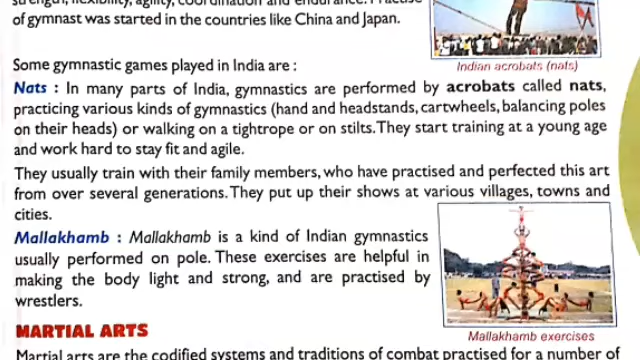 strength, flexibility, agility, coordination and endurance. Practice
of gymnast was started in the countries like China and Japan.
Indian acrobats (nats)
Some gymnastic games played in India are :
Nats : In many parts of India, gymnastics are performed by acrobats called nats,
practicing various kinds of gymnastics (hand and headstands, cartwheels, balancing poles
on their heads) or walking on a tightrope or on stilts. They start training at a young age
and work hard to stay fit and agile.
They usually train with their family members, who have practised and perfected this art
from over several generations. They put up their shows at various villages, towns and
cities.
Mallakhamb : Mallakhamb is a kind of Indian gymnastics
usually performed on pole. These exercises are helpful in
making the body light and strong, and are practised by
wrestlers.
Mallakhamb exercises
MARTIAL ARTS
Martial arts are the codified systems and traditions of combat practised for a number of